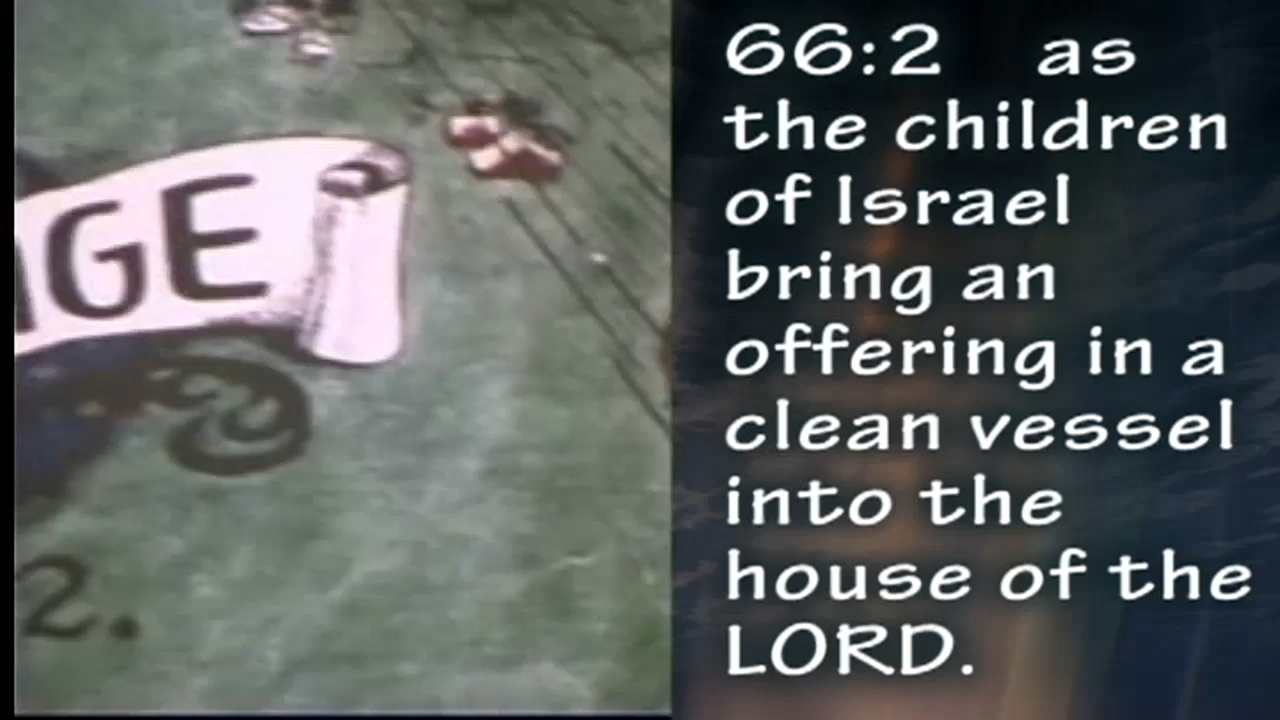 GE
2.
66:2 as
the children
of Israel
bring an
offering in a
clean vessel
into the
house of the
LORD.